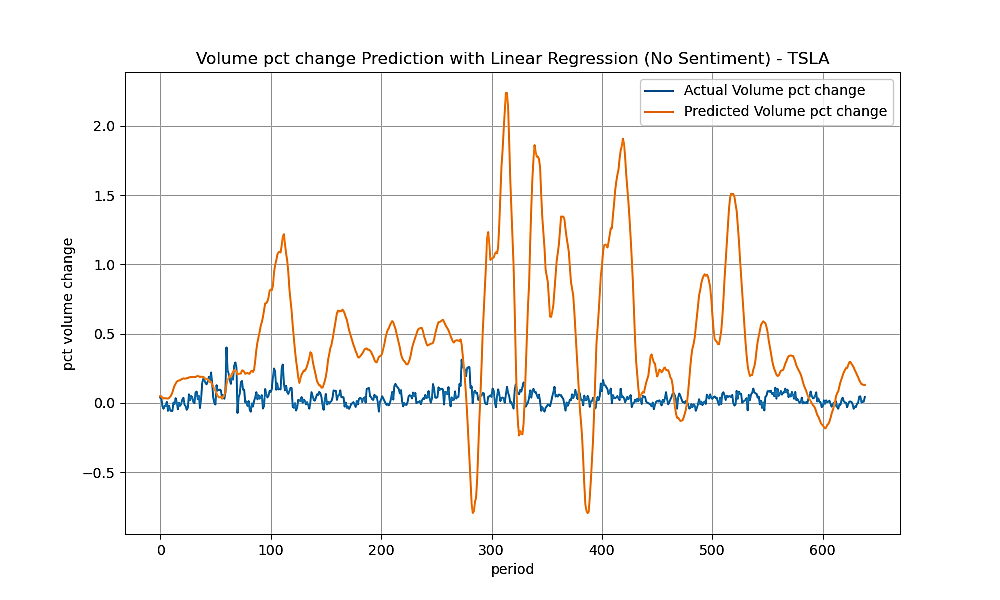 Volume pct change Prediction with Linear Regression (No Sentiment) - TSLA
Actual Volume pct change
Predicted Volume pct change
pct volume change
2.0
1.5
1.0
0.5
0.0
−0.5
0 100 200 300 400 500 600
period